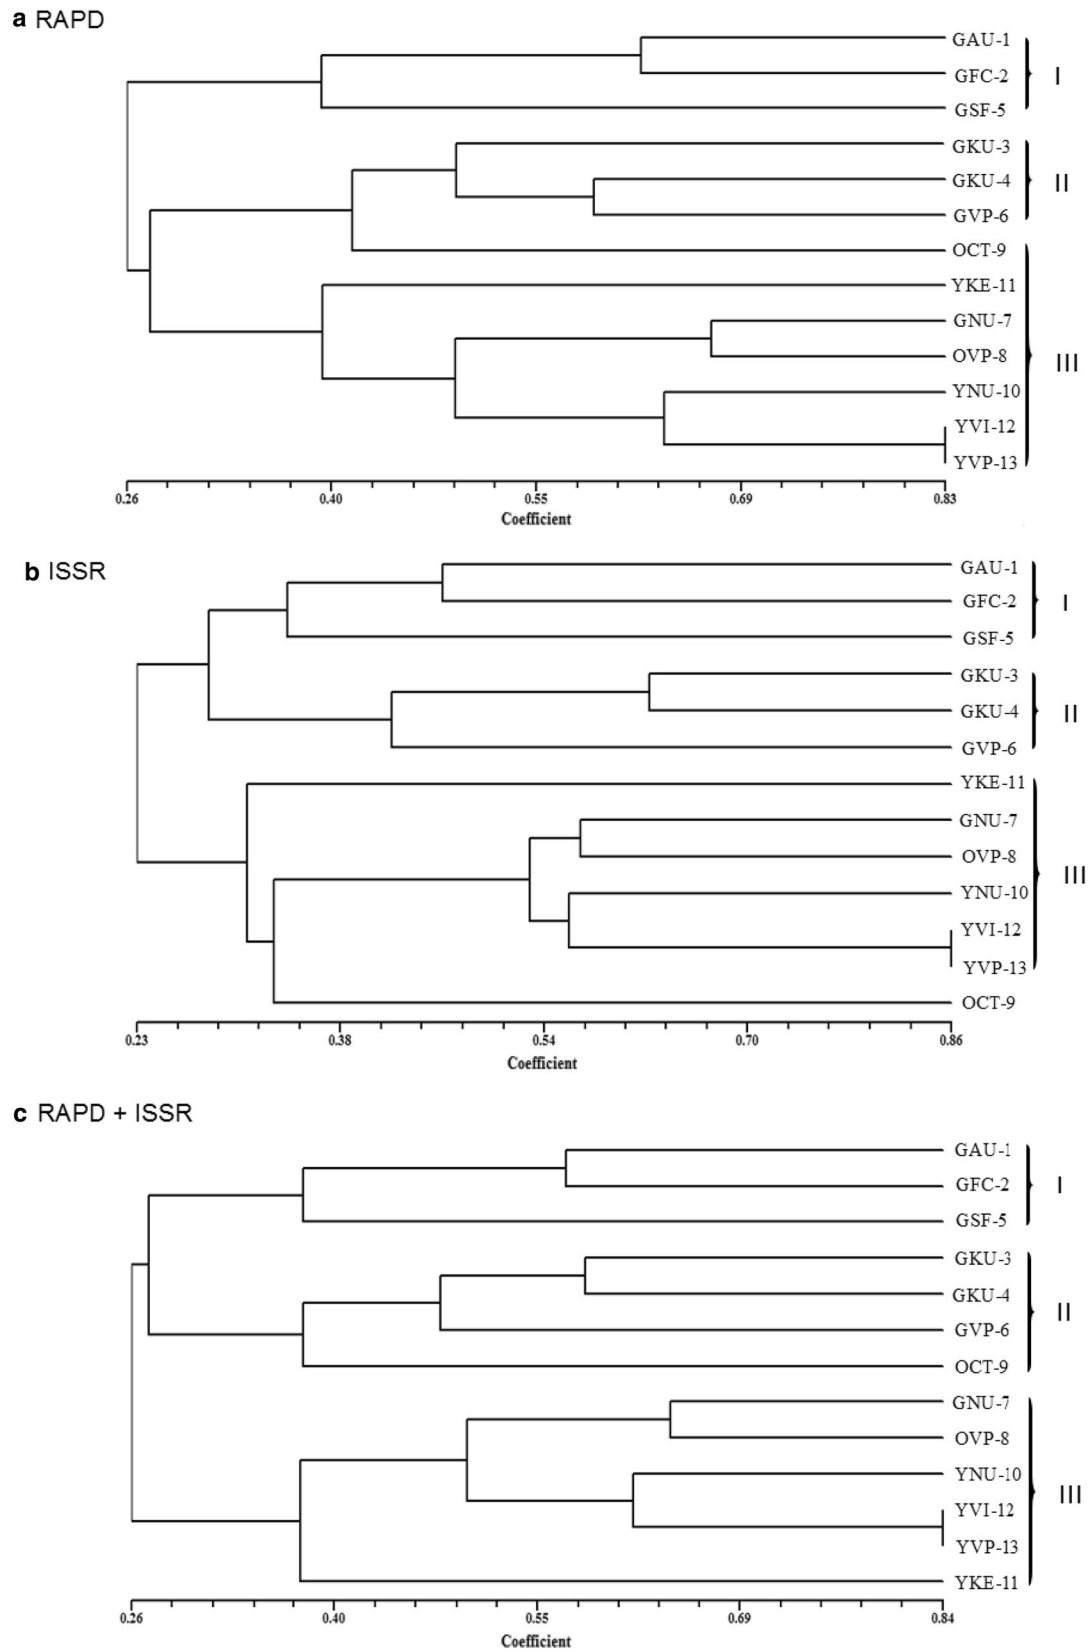 a RAPD
GAU-1
GFC-2
I
GSF-5
GKU-3
GKU-4
II
GVP-6
OCT-9
YKE-11
GNU-7
OVP-8
III
YNU-10
YVI-12
YVP-13
0.26 0.40 0.55 0.69 0.83
Coefficient
b ISSR
GAU-1
GFC-2
I
GSF-5
GKU-3
GKU-4
II
GVP-6
YKE-11
GNU-7
OVP-8
III
YNU-10
YVI-12
YVP-13
OCT-9
0.23 0.38 0.54 0.70 0.86
Coefficient
c RAPD + ISSR
GAU-1
GFC-2
I
GSF-5
GKU-3
GKU-4
II
GVP-6
OCT-9
GNU-7
OVP-8
YNU-10
III
YVI-12
YVP-13
YKE-11
0.26 0.40 0.55 0.69 0.84
Coefficient